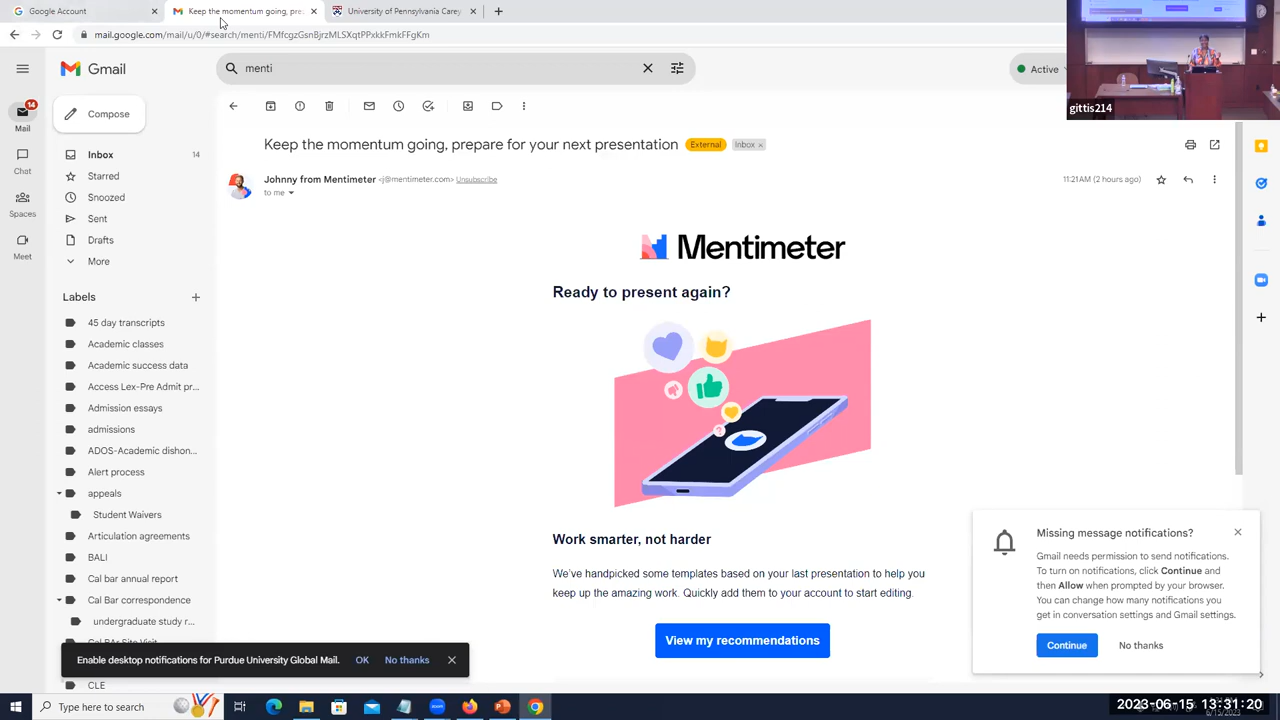 Google Account
Keep the momentum going, pre
University of Pennsylvania Carey
mail.google.com/mail/u/0/#search/menti/FMfcgzGsnBjrzMLSXqtPPxkkFmkFFgKm
Gmail
menti
Active
gittis214
14
Mail
Chat
Spaces
Meet
Compose
Inbox 14
Starred
Snoozed
Sent
Drafts
More
Labels
45 day transcripts
Academic classes
Academic success data
Access Lex-Pre Admit pr...
Admission essays
admissions
ADOS-Academic dishon...
Alert process
appeals
Student Waivers
Articulation agreements
BALI
Cal bar annual report
Cal Bar correspondence
undergraduate study r...
Cal BAr Site Visit
CLE
Keep the momentum going, prepare for your next presentation External Inbox x
Johnny from Mentimeter <j@mentimeter.com> Unsubscribe
to me
11:21 AM (2 hours ago)
Mentimeter
Ready to present again?
Work smarter, not harder
We've handpicked some templates based on your last presentation to help you
keep up the amazing work. Quickly add them to your account to start editing.
View my recommendations
Missing message notifications?
Gmail needs permission to send notifications.
To turn on notifications, click Continue and
then Allow when prompted by your browser.
You can change how many notifications you
get in conversation settings and Gmail settings.
Continue No thanks
Enable desktop notifications for Purdue University Global Mail. OK No thanks
Type here to search
2023-06-15 13:31:20